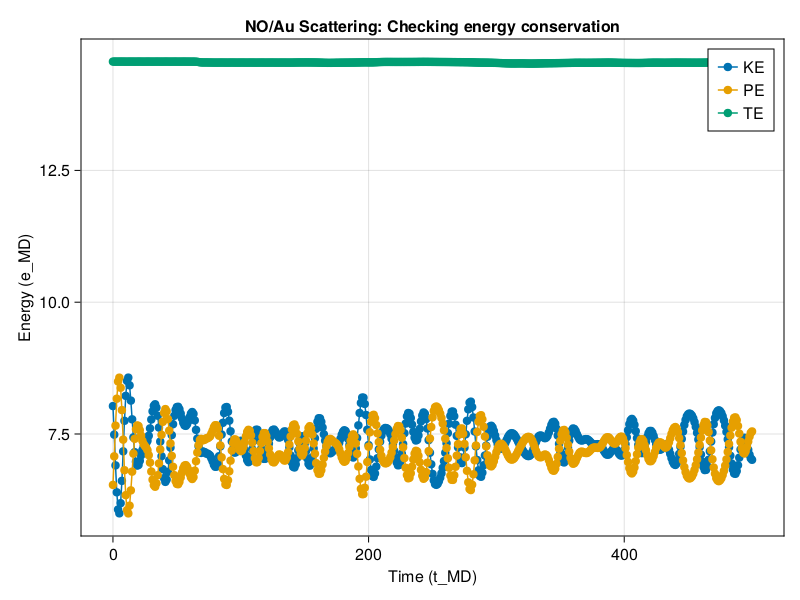 NO/Au Scattering: Checking energy conservation
KE
PE
TE
12.5
10.0
7.5
Energy (e_MD)
0
200
400
Time (t_MD)